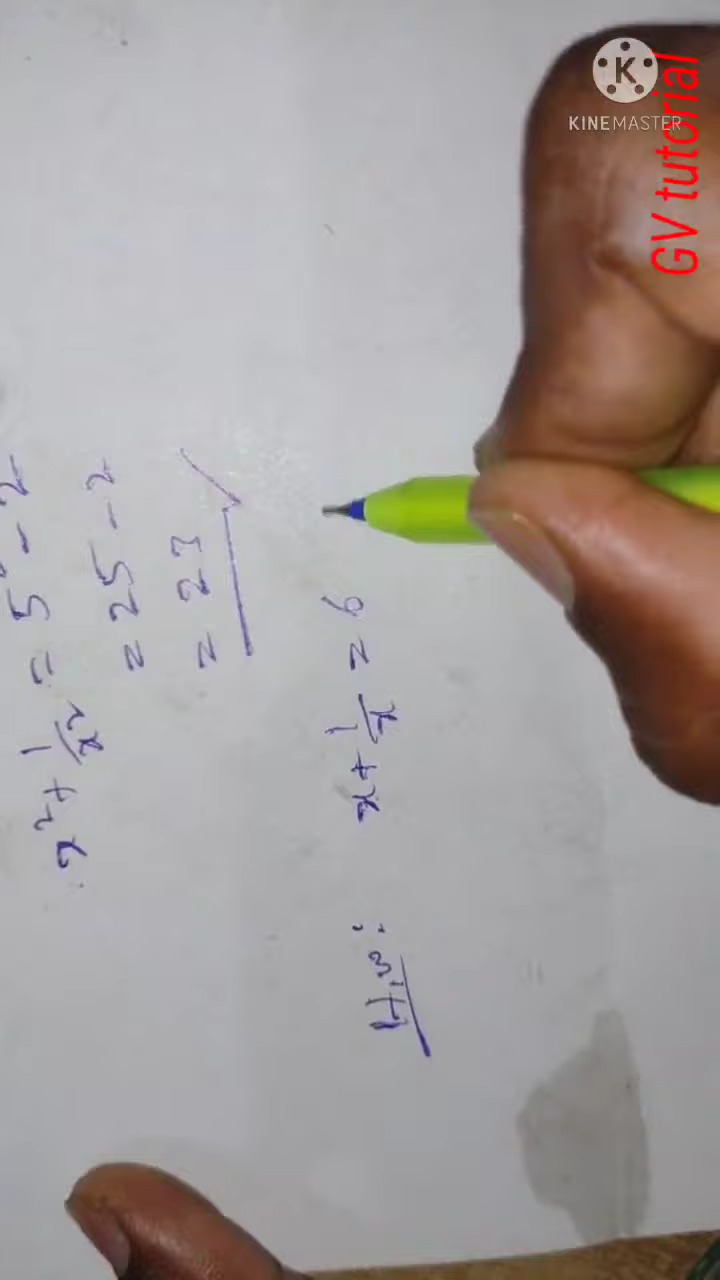 x² + 1/x² = 5² - 2
= 25 - 2
= 23
H.w: x + 1/x = 6
KINEMASTER
GV tutorial